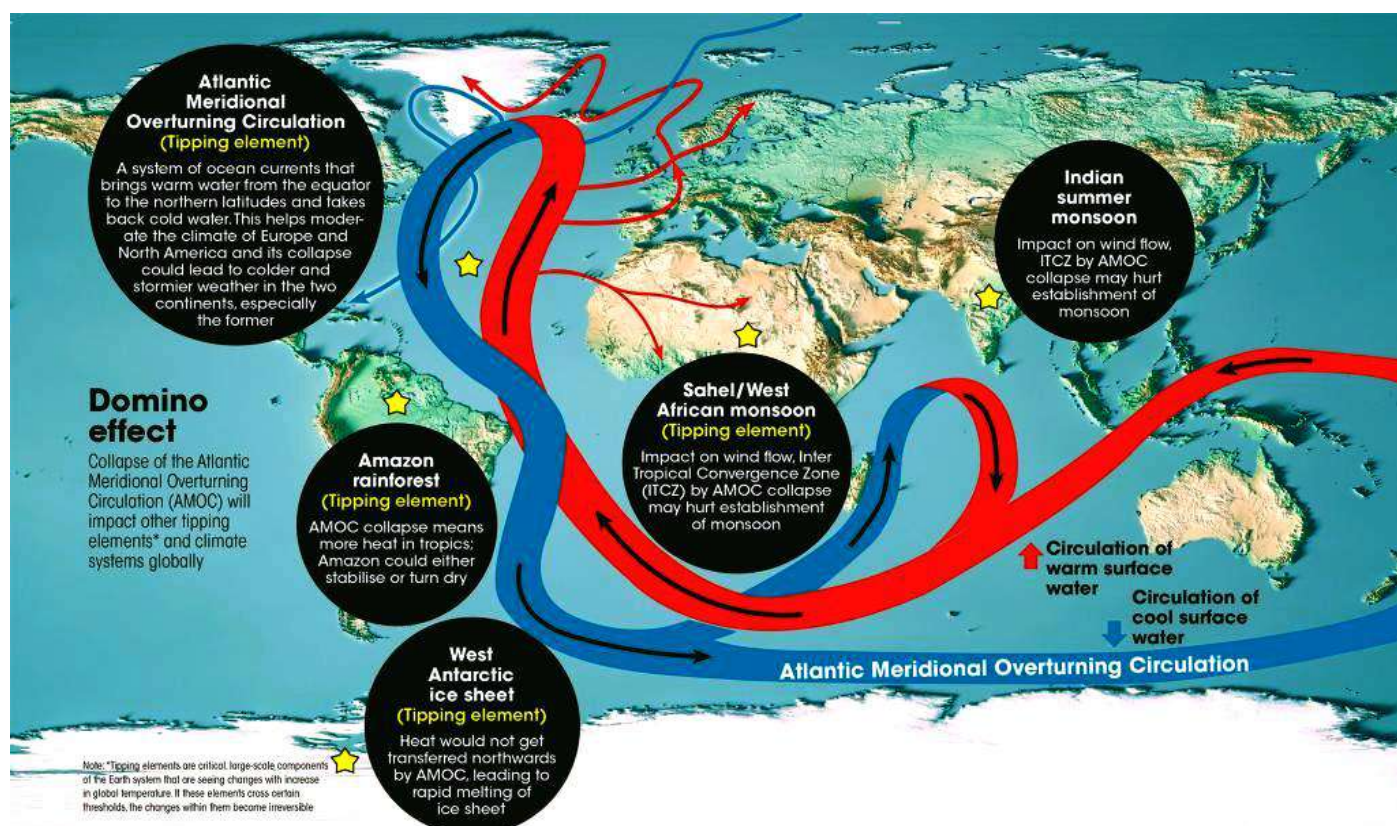 Atlantic
Meridional
Overturning Circulation
(Tipping element)
A system of ocean currents that
brings warm water from the equator
to the northern latitudes and takes
back cold water. This helps moder-
ate the climate of Europe and
North America and its collapse
could lead to colder and
stormier weather in the two
continents, especially
the former
Indian
summer
monsoon
Impact on wind flow,
ITCZ by AMOC
collapse may hurt
establishment of
monsoon
Domino
effect
Collapse of the Atlantic
Meridional Overturning
Circulation (AMOC) will
impact other tipping
elements* and climate
systems globally
Sahel/West
African monsoon
(Tipping element)
Impact on wind flow, Inter
Tropical Convergence Zone
(ITCZ) by AMOC collapse
may hurt establishment
of monsoon
Amazon
rainforest
(Tipping element)
AMOC collapse means
more heat in tropics;
Amazon could either
stabilise or turn dry
Circulation of
warm surface
water
Circulation of
cool surface
water
Atlantic Meridional Overturning Circulation
West
Antarctic
ice sheet
(Tipping element)
Heat would not get
transferred northwards
by AMOC, leading to
rapid melting of
ice sheet
Note: *Tipping elements are critical, large-scale components
of the Earth system that are seeing changes with increase
in global temperature. If these elements cross certain
thresholds, the changes within them become irreversible